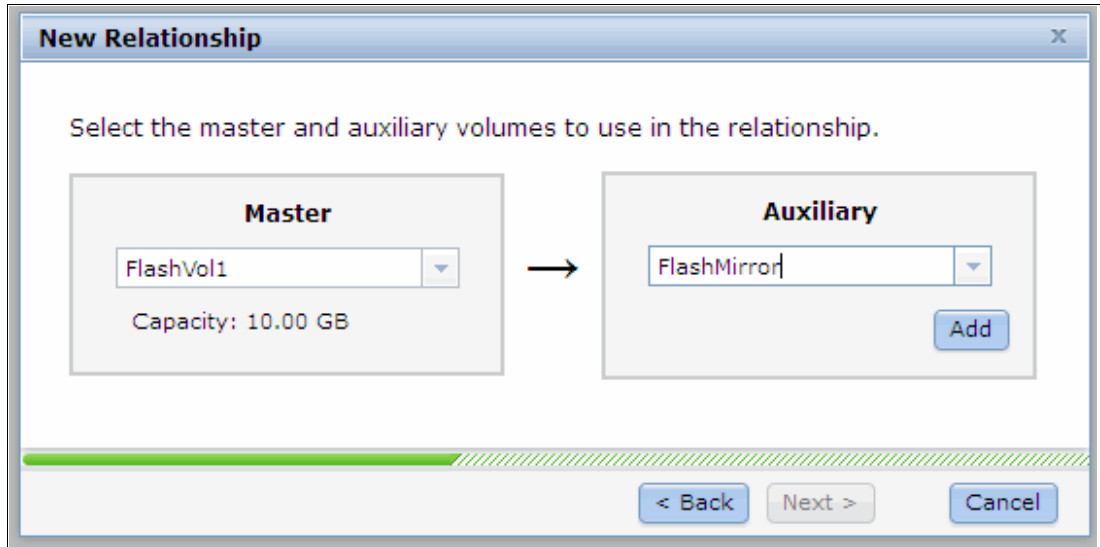 New Relationship
x
Select the master and auxiliary volumes to use in the relationship.
Master
FlashVol1
Capacity: 10.00 GB
→
Auxiliary
FlashMirror
Add
< Back
Next >
Cancel